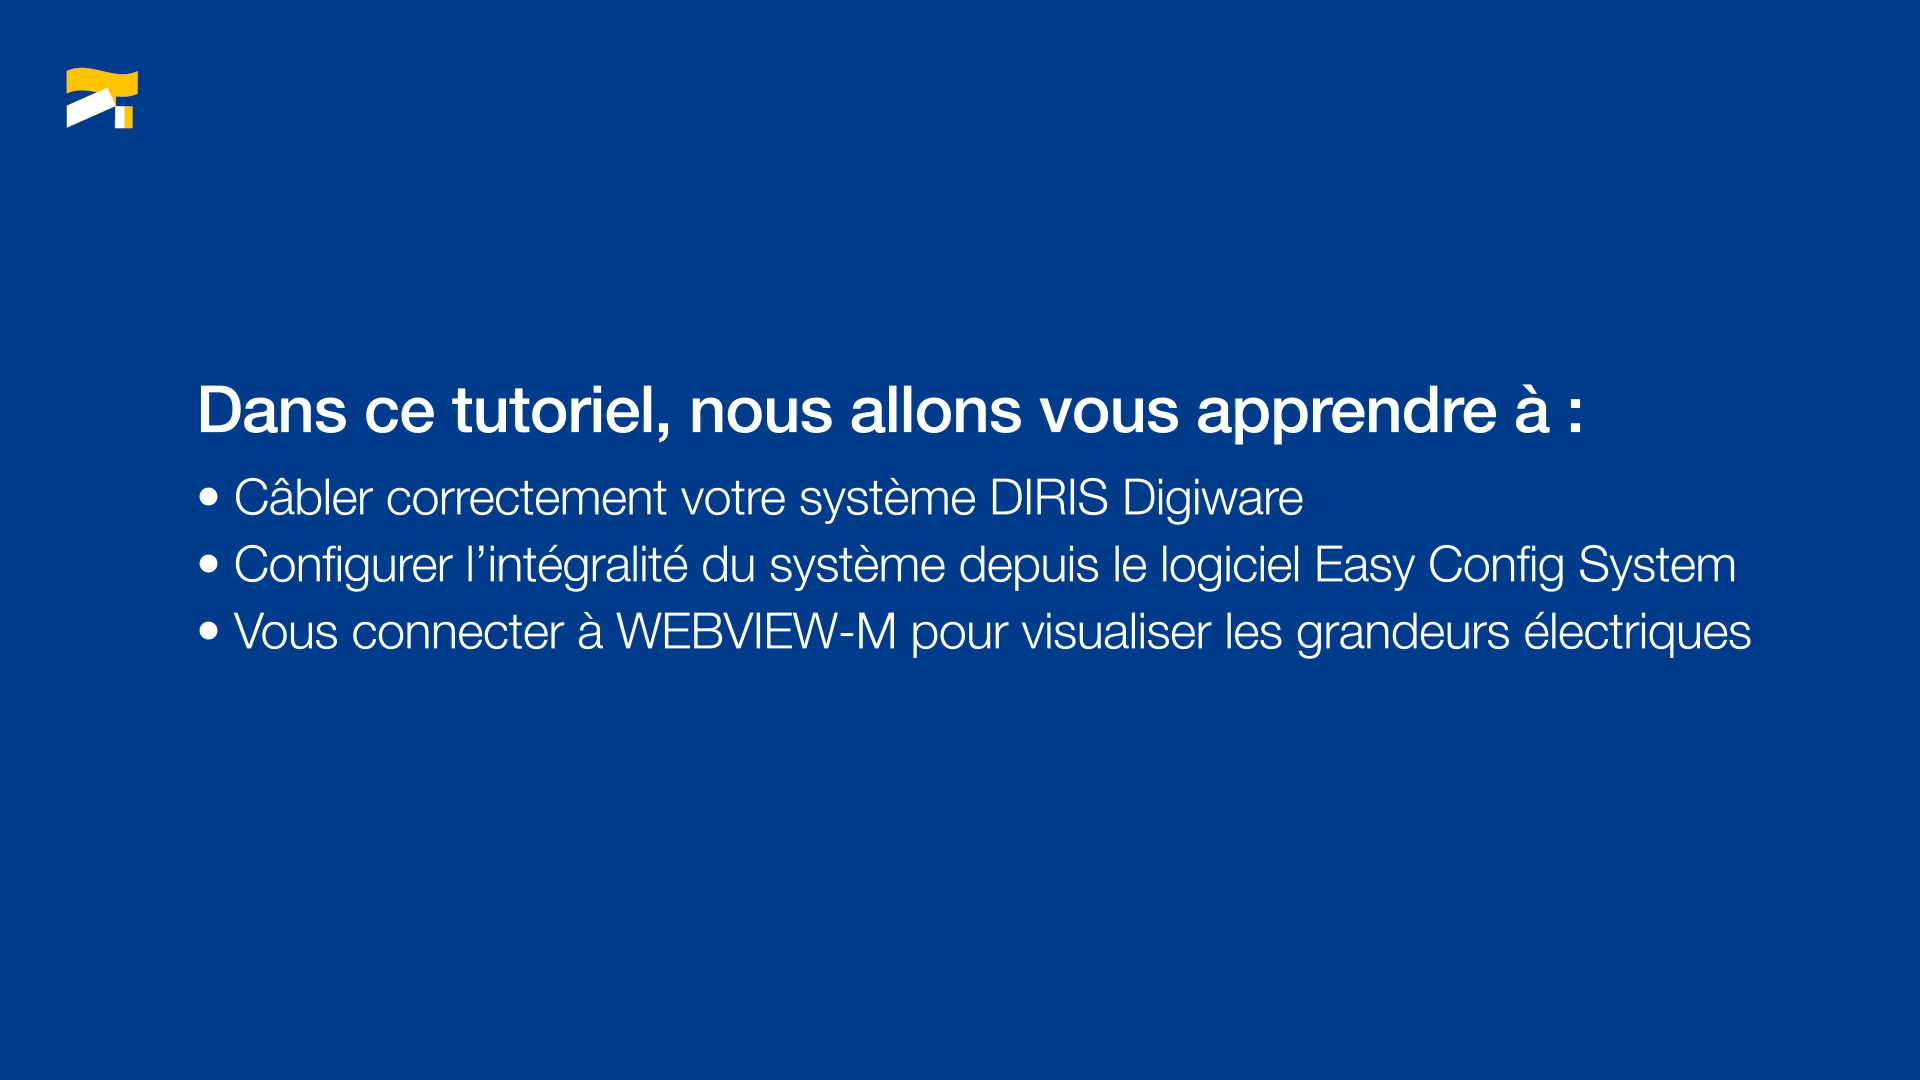 Dans ce tutoriel, nous allons vous apprendre à :
• Câbler correctement votre système DIRIS Digiware
• Configurer l’intégralité du système depuis le logiciel Easy Config System
• Vous connecter à WEBVIEW-M pour visualiser les grandeurs électriques